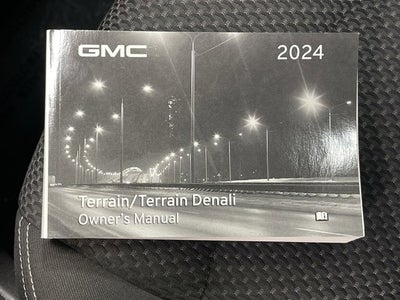 GMC 2024
Terrain/Terrain Denali
Owner's Manual